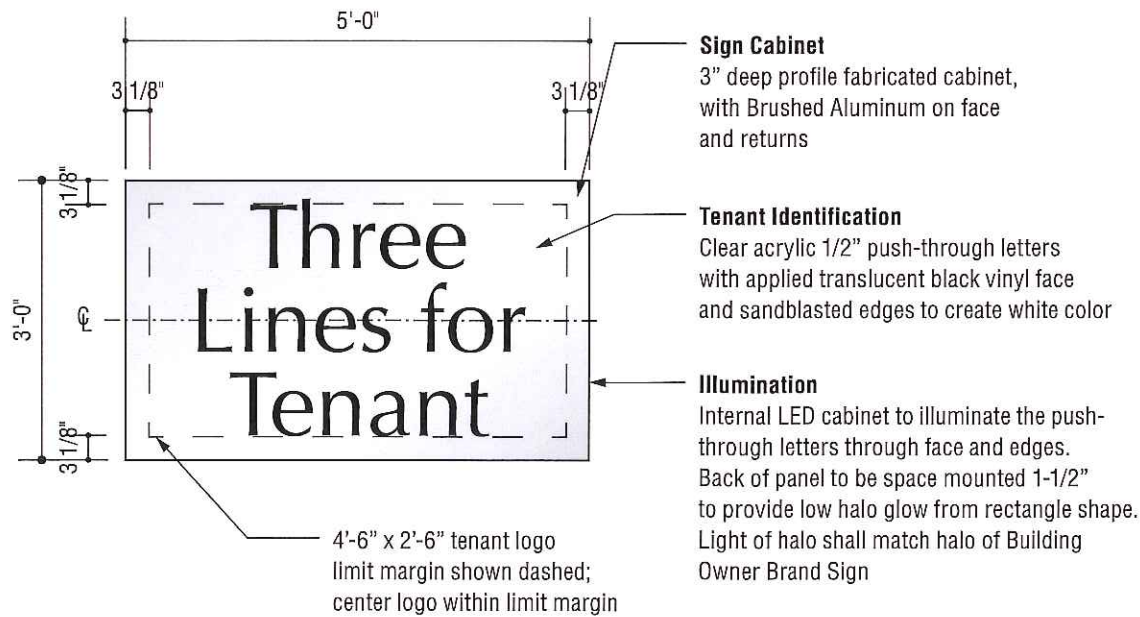 5'-0"
3 1/8"
3 1/8"
3 1/8"
3'-0"
℄
3 1/8"
Three
Lines for
Tenant
Sign Cabinet
3” deep profile fabricated cabinet,
with Brushed Aluminum on face
and returns
Tenant Identification
Clear acrylic 1/2” push-through letters
with applied translucent black vinyl face
and sandblasted edges to create white color
Illumination
Internal LED cabinet to illuminate the push-
through letters through face and edges.
Back of panel to be space mounted 1-1/2”
to provide low halo glow from rectangle shape.
Light of halo shall match halo of Building
Owner Brand Sign
4’-6” x 2’-6” tenant logo
limit margin shown dashed;
center logo within limit margin